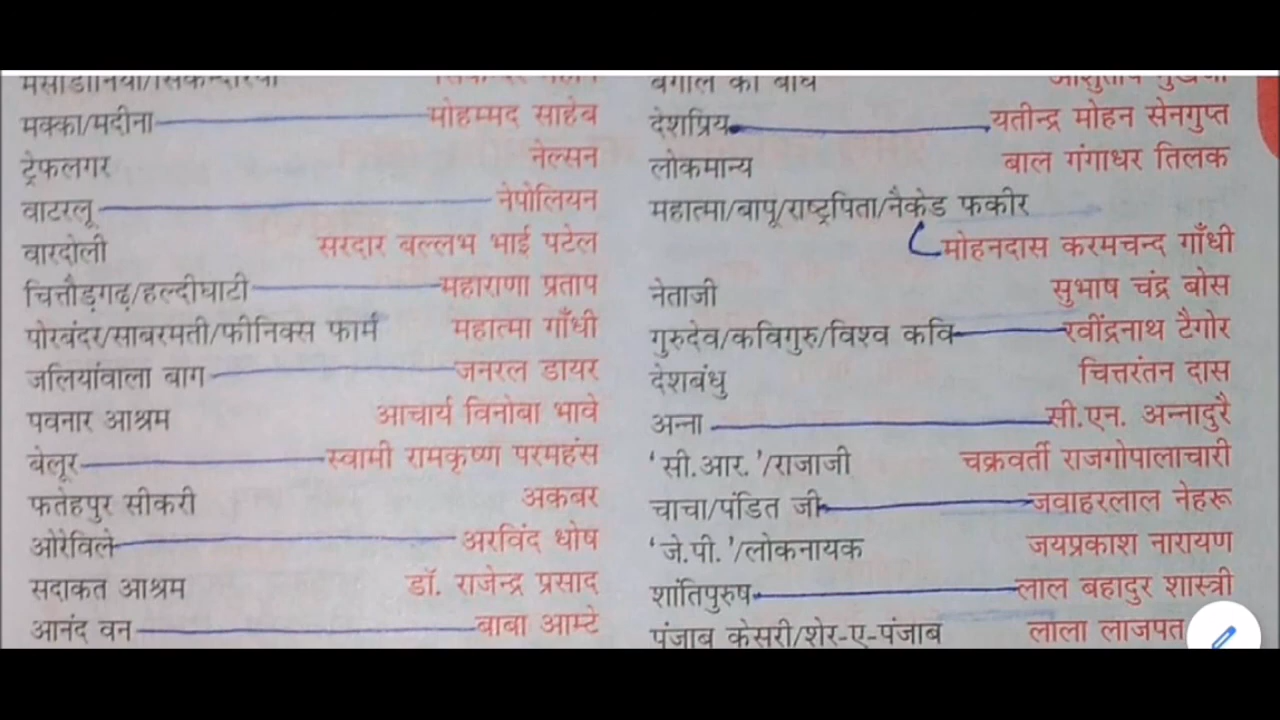 मक्का/मदीना मोहम्मद साहेब
ट्रेफलगर नेल्सन
वाटरलू नेपोलियन
वारदोली सरदार बल्लभ भाई पटेल
चित्तौड़गढ़/हल्दीघाटी महाराणा प्रताप
पोरबंदर/साबरमती/फीनिक्स फार्म महात्मा गाँधी
जलियांवाला बाग जनरल डायर
पवनार आश्रम आचार्य विनोबा भावे
बेलूर स्वामी रामकृष्ण परमहंस
फतेहपुर सीकरी अकबर
ओरैविले अरविंद धोष
सदाकत आश्रम डॉ. राजेन्द्र प्रसाद
आनंद वन बाबा आम्टे
देशप्रिय यतीन्द्र मोहन सेनगुप्त
लोकमान्य बाल गंगाधर तिलक
महात्मा/बापू/राष्ट्रपिता/नैकेड फकीर
मोहनदास करमचन्द गाँधी
नेताजी सुभाष चंद्र बोस
गुरुदेव/कविगुरु/विश्व कवि रवींद्रनाथ टैगोर
देशबंधु चित्तरंतन दास
अन्ना सी.एन. अन्नादुरै
'सी.आर.'/राजाजी चक्रवर्ती राजगोपालाचारी
चाचा/पंडित जी जवाहरलाल नेहरू
'जे.पी.'/लोकनायक जयप्रकाश नारायण
शांतिपुरुष लाल बहादुर शास्त्री
पंजाब केसरी/शेर-ए-पंजाब लाला लाजपत